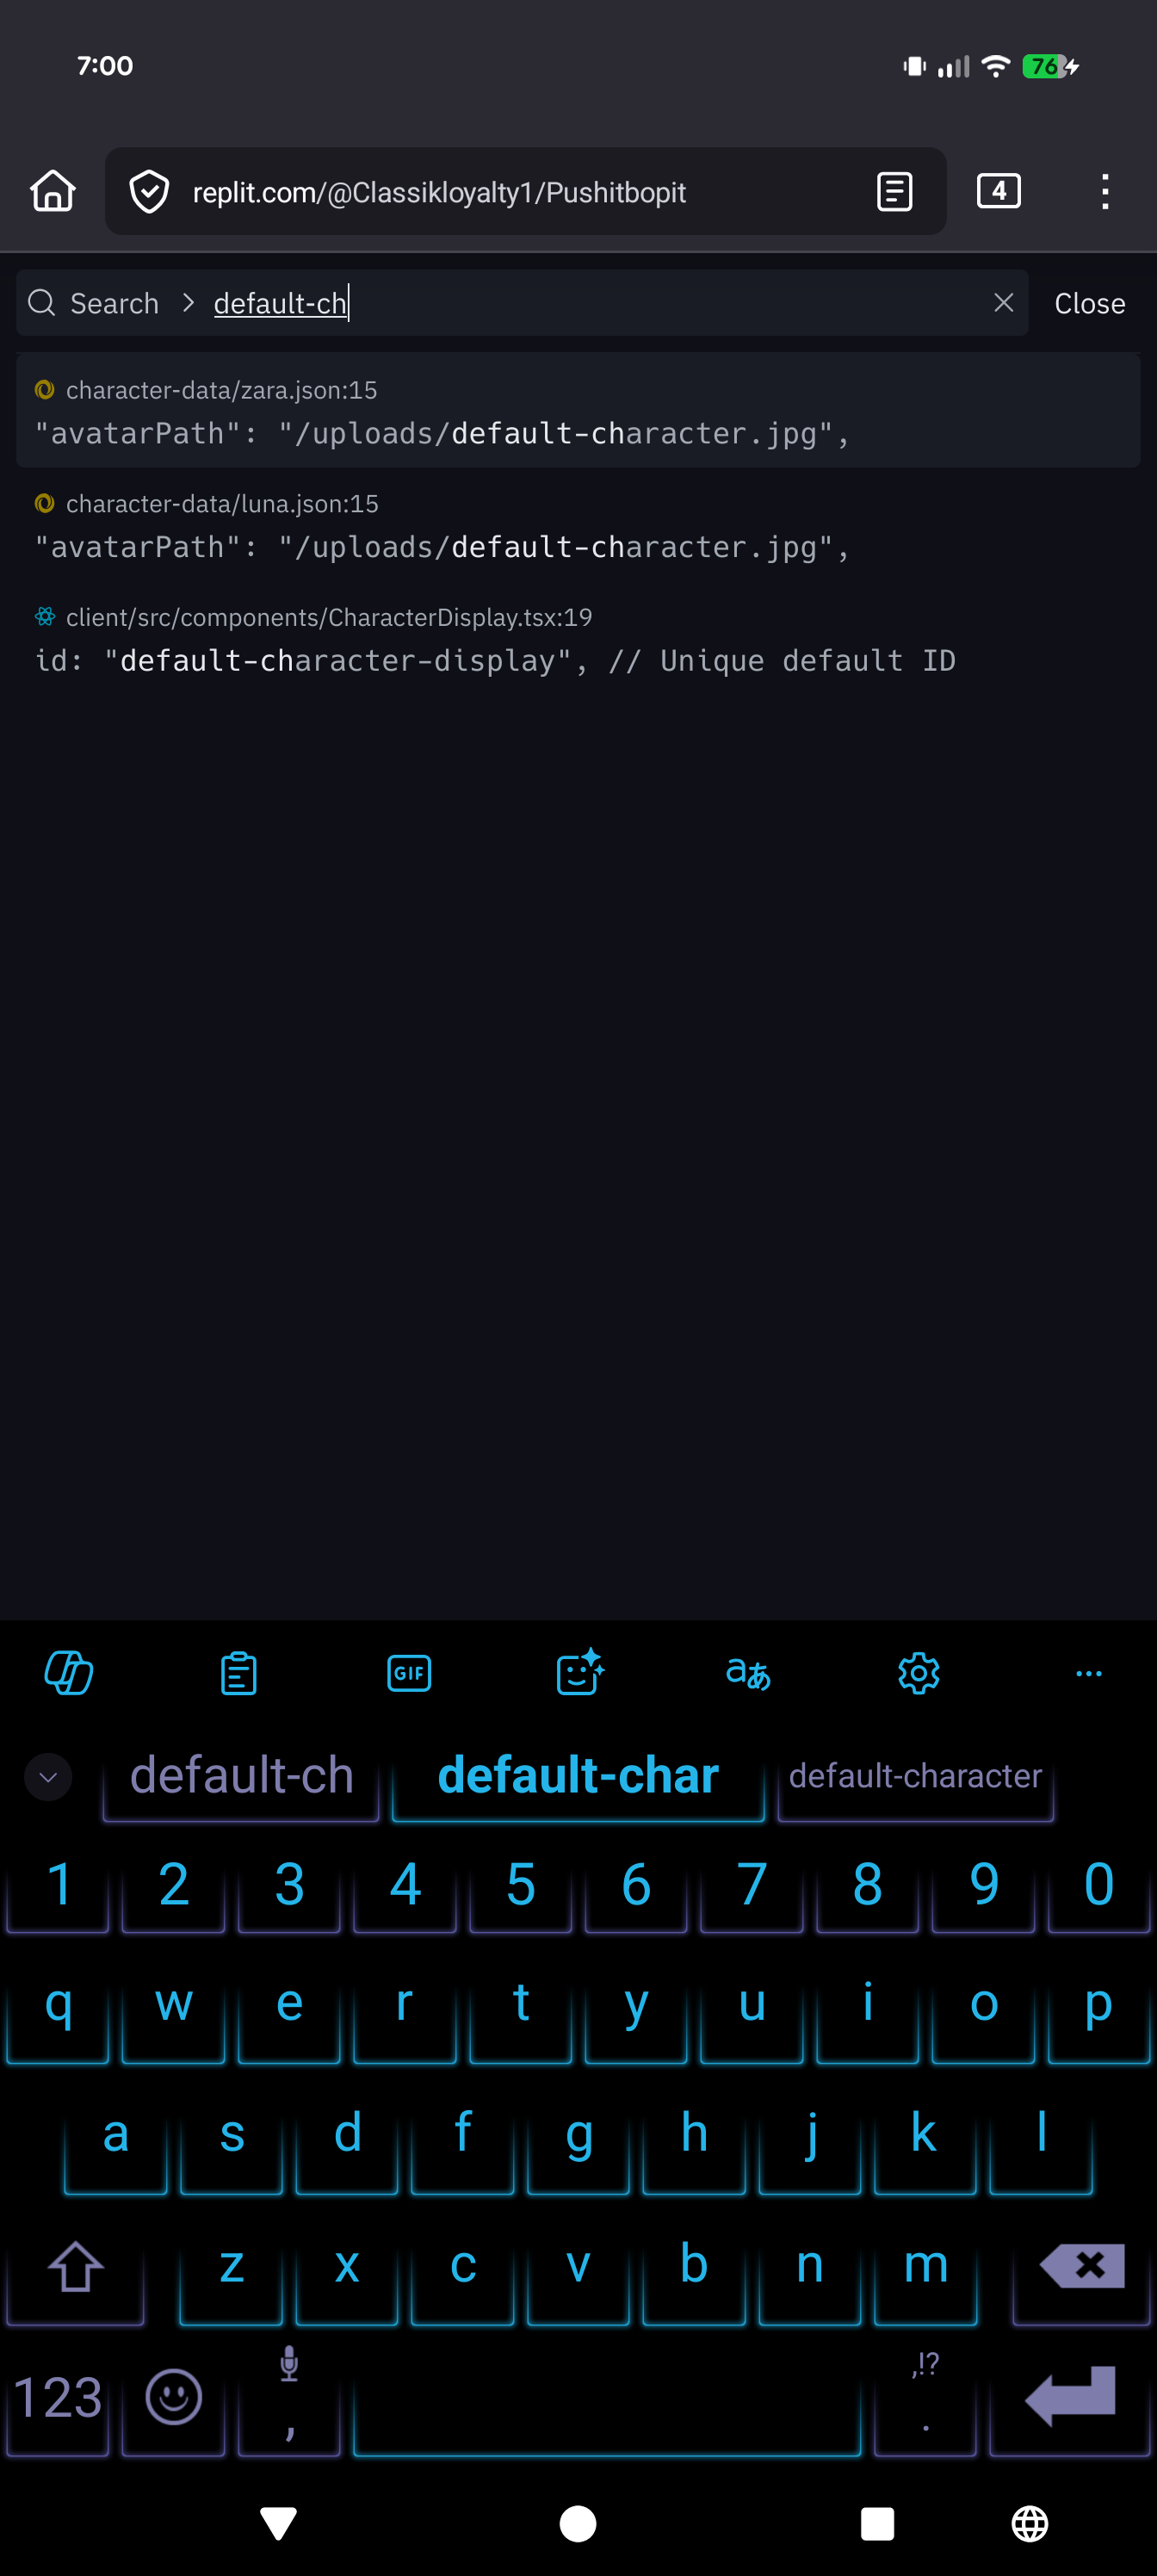 7:00
76
replit.com/@Classikloyalty1/Pushitbopit
4
Search > default-ch
Close
character-data/zara.json:15
"avatarPath": "/uploads/default-character.jpg",
character-data/luna.json:15
"avatarPath": "/uploads/default-character.jpg",
client/src/components/CharacterDisplay.tsx:19
id: "default-character-display", // Unique default ID
GIF
aあ
default-ch default-char default-character
1 2 3 4 5 6 7 8 9 0
q w e r t y u i o p
a s d f g h j k l
z x c v b n m
,!?
123 , .